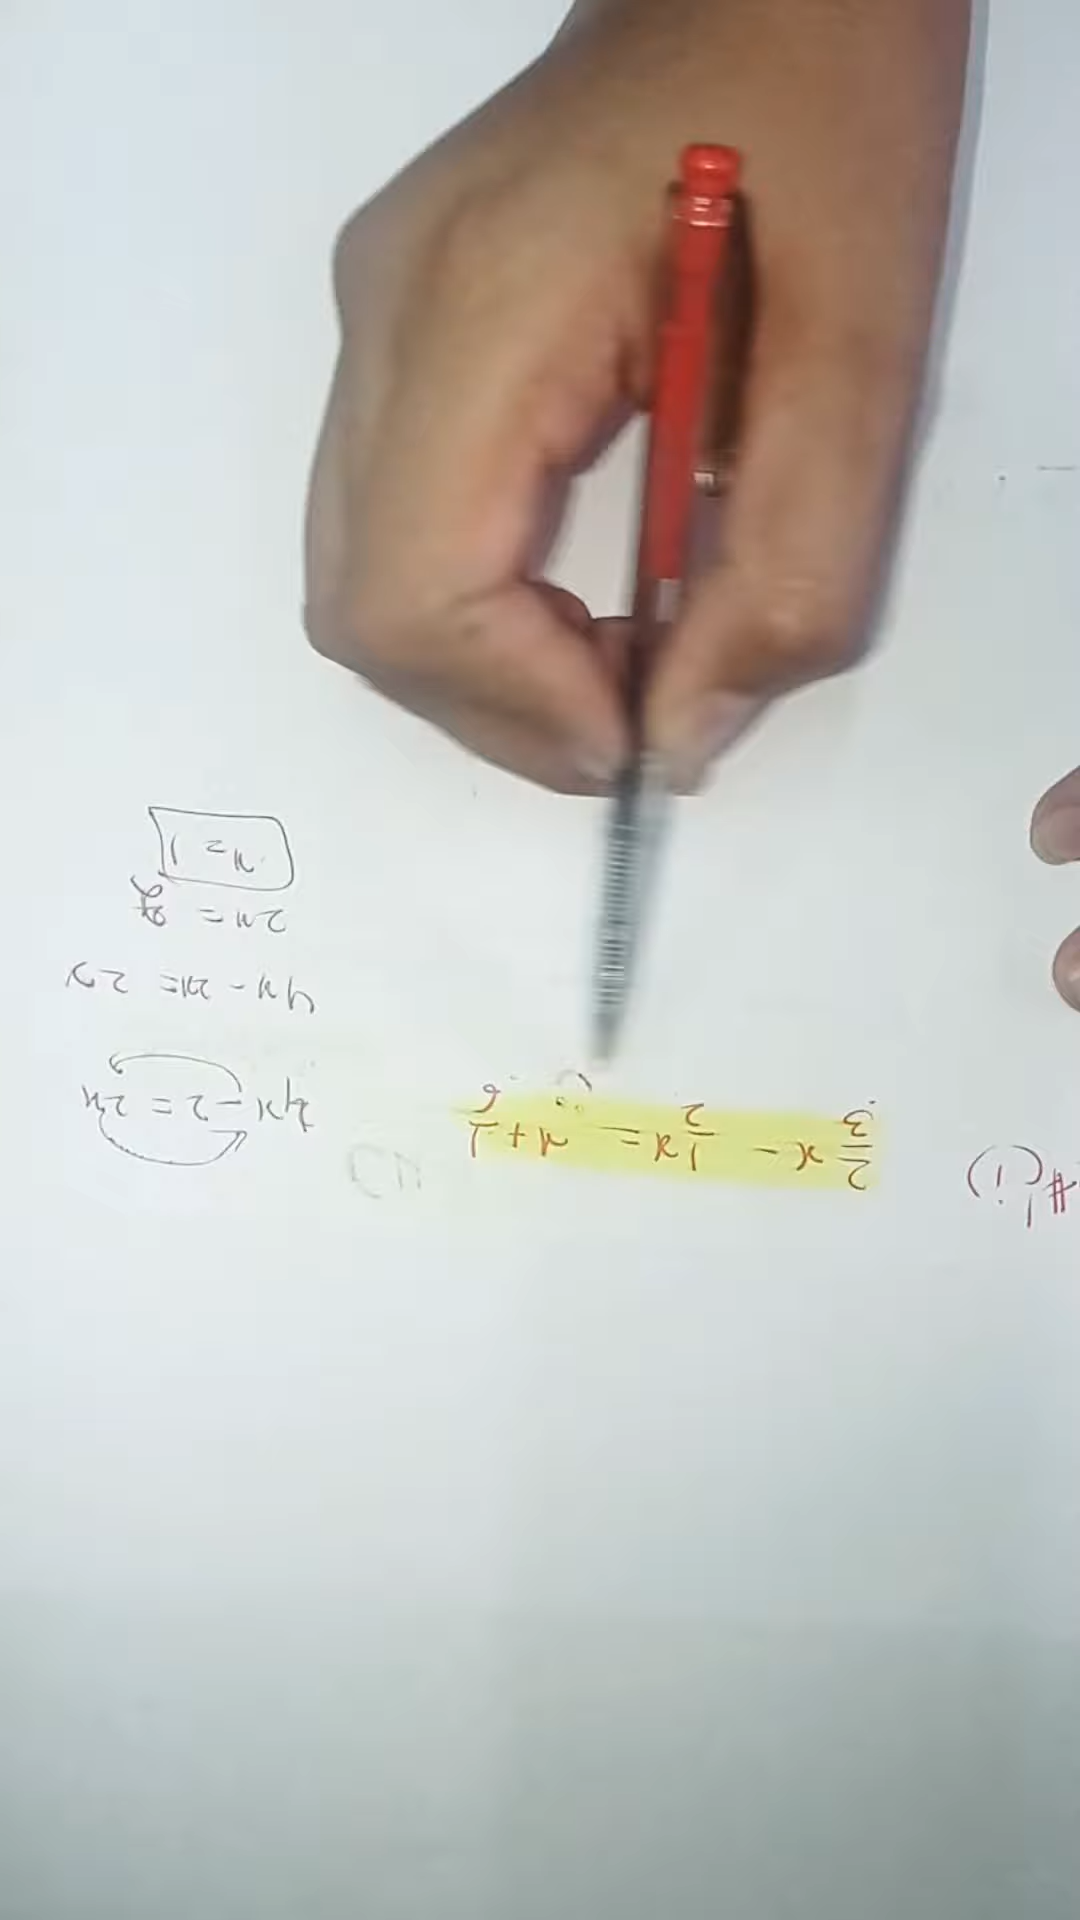 #1 (i)
2/3 x - 1/2 x = x + 1/6
4x - 2 = 2x
4x - 2x = 2
2x = 2
x = 1